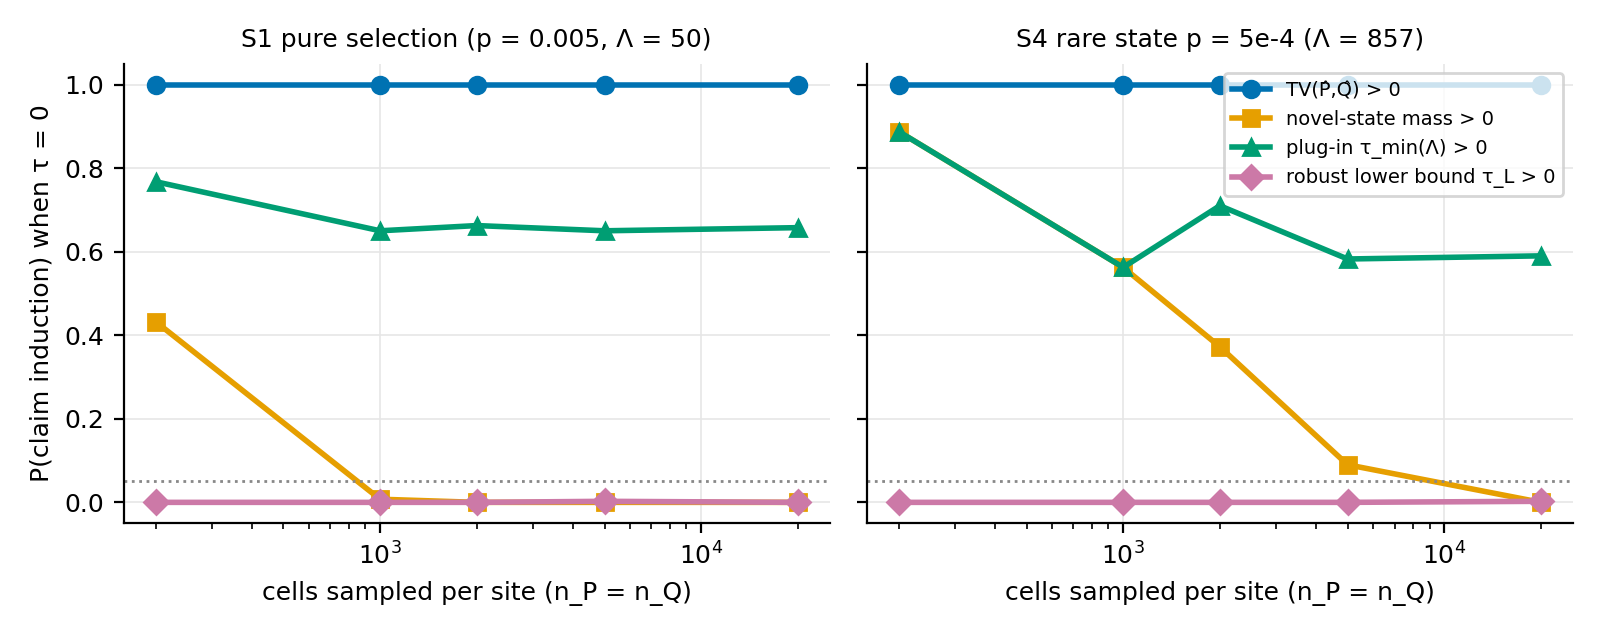 S1 pure selection (p = 0.005, Λ = 50)
S4 rare state p = 5e-4 (Λ = 857)
P(claim induction) when τ = 0
1.0
0.8
0.6
0.4
0.2
0.0
TV(P̂,Q̂) > 0
novel-state mass > 0
plug-in τ_min(Λ) > 0
robust lower bound τ_L > 0
10³
10⁴
10³
10⁴
cells sampled per site (n_P = n_Q)
cells sampled per site (n_P = n_Q)